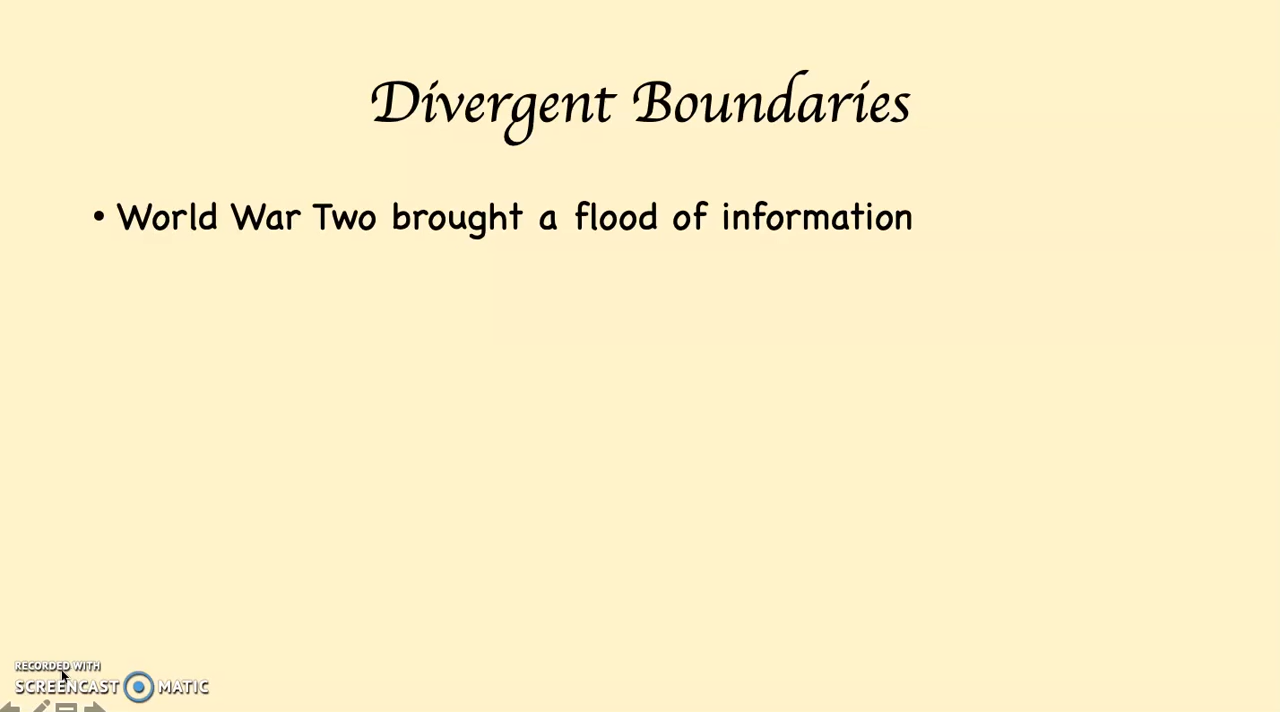 Divergent Boundaries
• World War Two brought a flood of information
RECORDED WITH
SCREENCAST MATIC